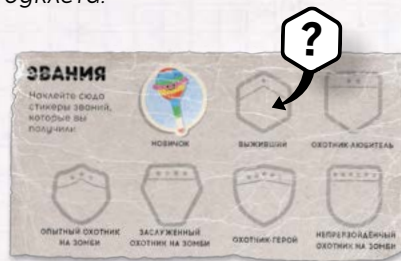 ?
ЗВАНИЯ
Наклейте сюда
стикеры званий,
которые вы
получили:
НОВИЧОК
ВЫЖИВШИЙ
ОХОТНИК-ЛЮБИТЕЛЬ
ОПЫТНЫЙ ОХОТНИК
НА ЗОМБИ
ЗАСЛУЖЕННЫЙ
ОХОТНИК НА ЗОМБИ
ОХОТНИК-ГЕРОЙ
НЕПРЕВЗОЙДЁННЫЙ
ОХОТНИК НА ЗОМБИ